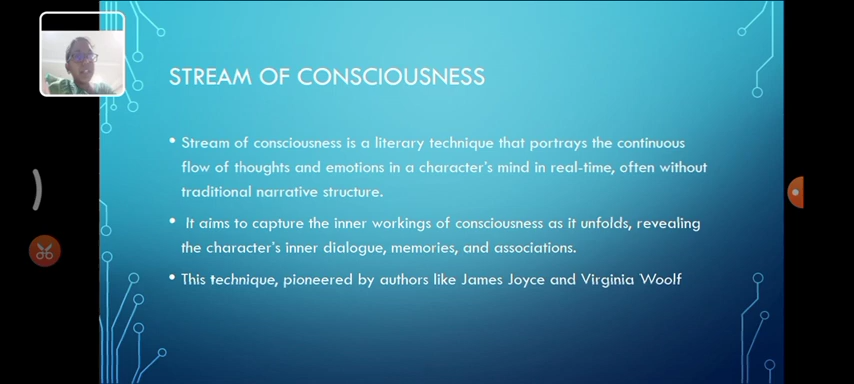 STREAM OF CONSCIOUSNESS
• Stream of consciousness is a literary technique that portrays the continuous
flow of thoughts and emotions in a character's mind in real-time, often without
traditional narrative structure.
• It aims to capture the inner workings of consciousness as it unfolds, revealing
the character's inner dialogue, memories, and associations.
• This technique, pioneered by authors like James Joyce and Virginia Woolf